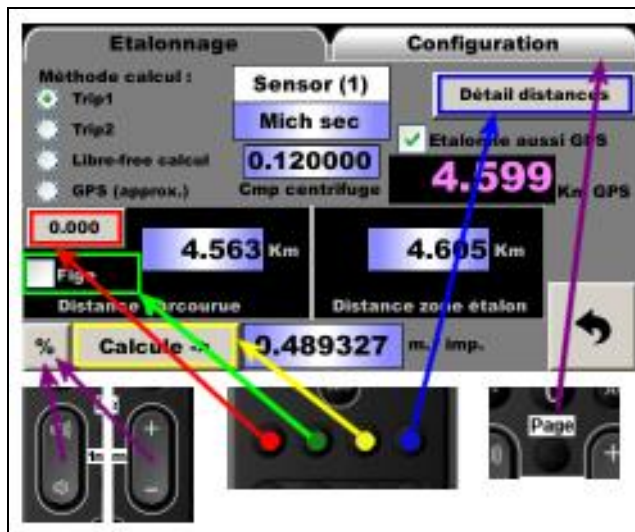 Etalonnage
Configuration
Méthode calcul :
Trip1
Trip2
Libre-free calcul
GPS (approx.)
Sensor (1)
Mich sec
0.120000
Cmp centrifuge
Détail distances
Etalonne aussi GPS
4.599
Km GPS
0.000
4.563 Km
4.605 Km
Fige
Distance parcourue
Distance zone étalon
%
Calcule ->
0.489327
m. / imp.
Page